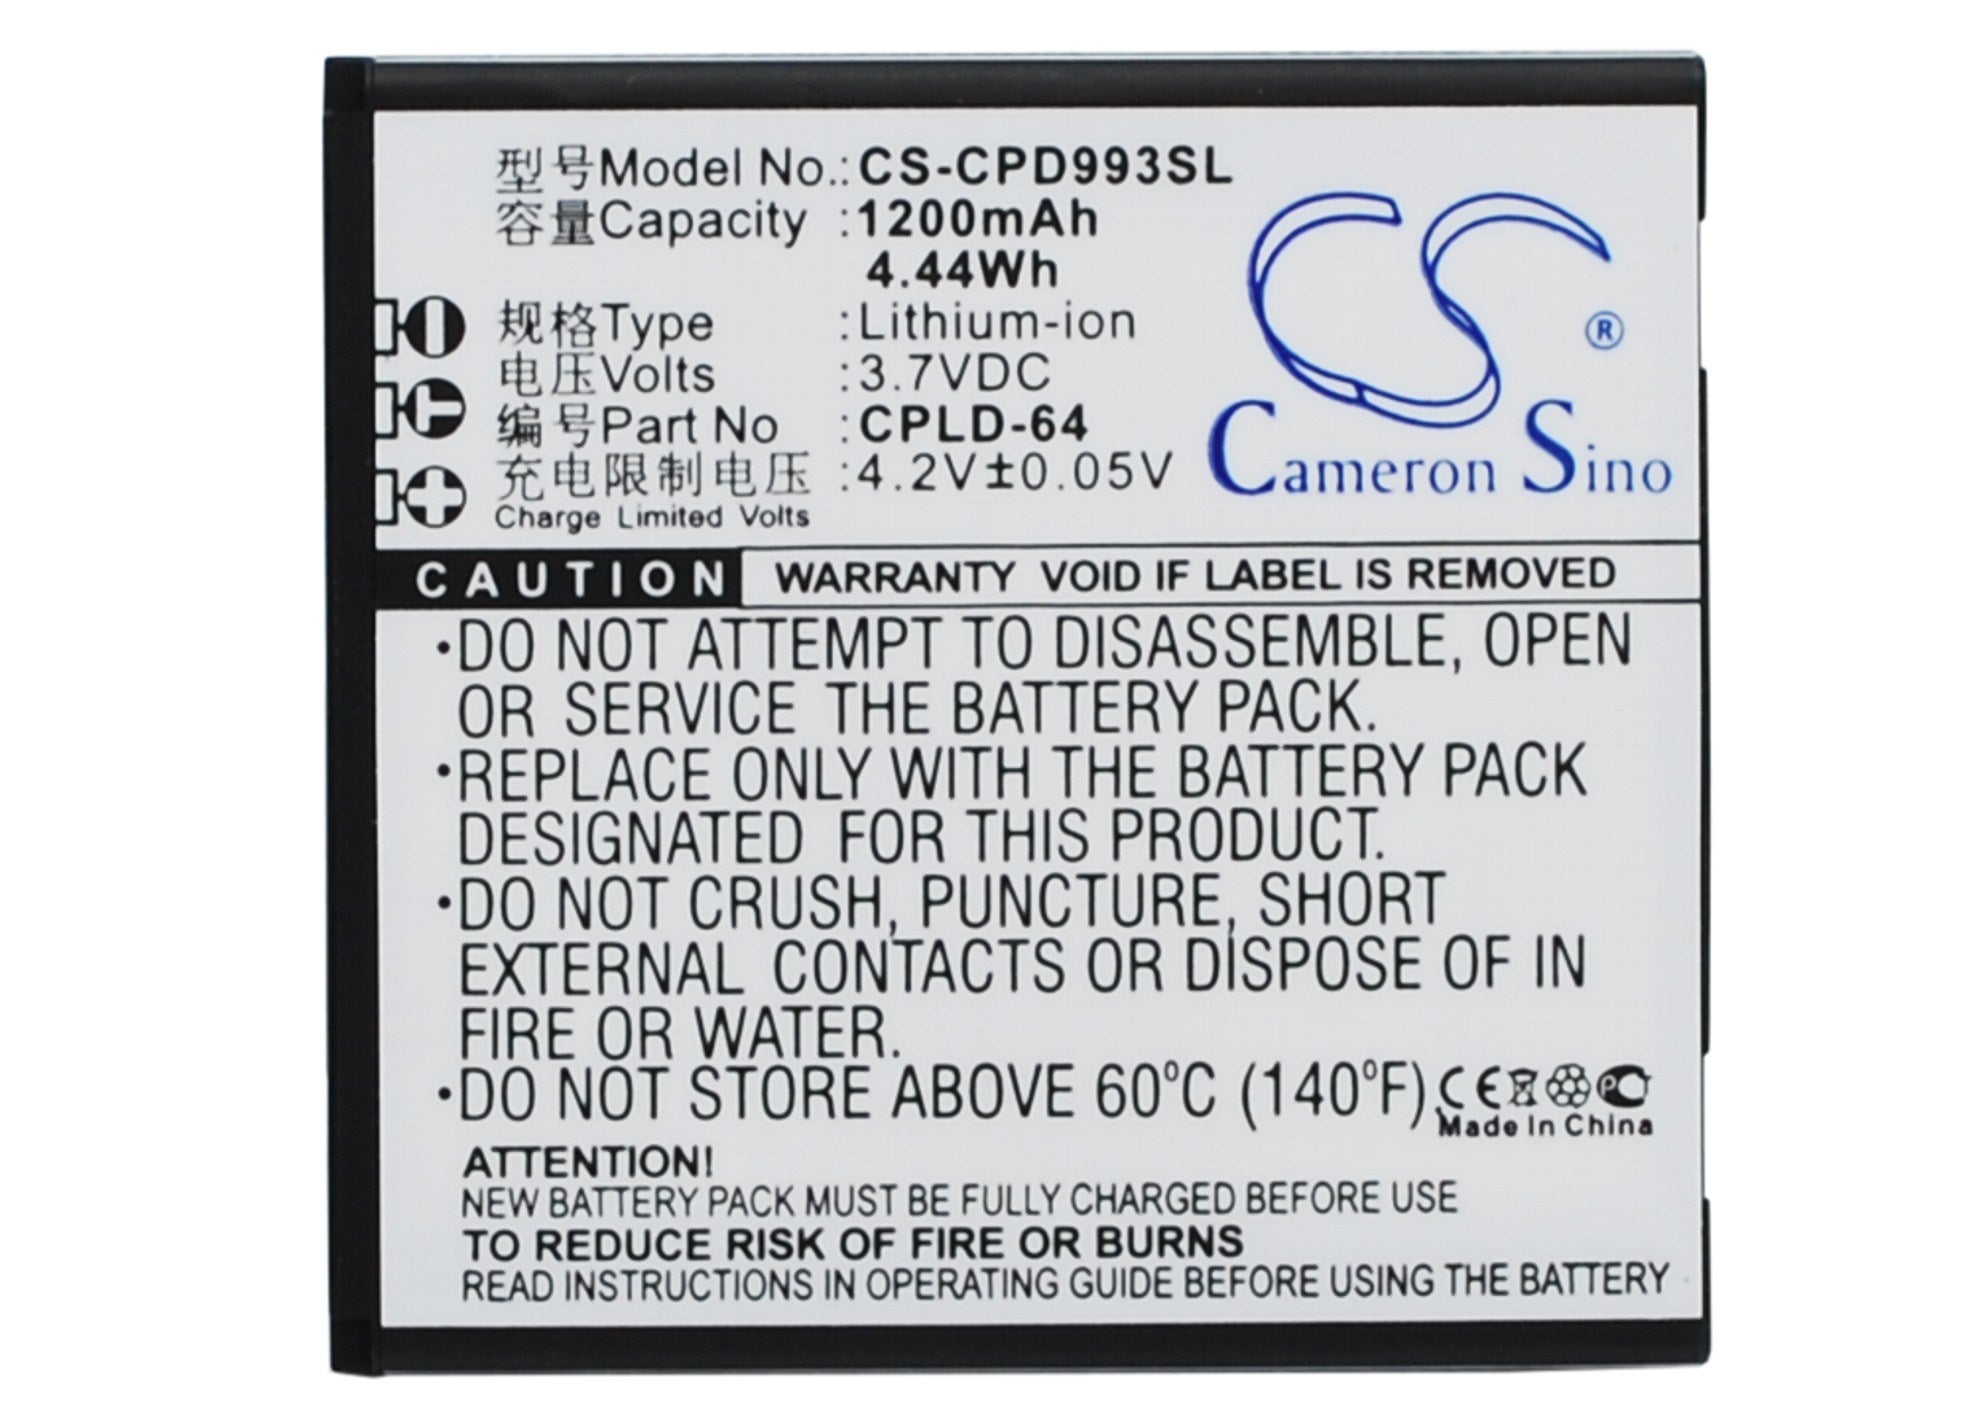 型号Model No.:CS-CPD993SL
容量Capacity :1200mAh
4.44Wh
规格Type :Lithium-ion
电压Volts :3.7VDC
编号Part No :CPLD-64
充电限制电压 :4.2V±0.05V
Charge Limited Volts
CS ®
Cameron Sino
CAUTION WARRANTY VOID IF LABEL IS REMOVED
•DO NOT ATTEMPT TO DISASSEMBLE, OPEN
OR SERVICE THE BATTERY PACK.
•REPLACE ONLY WITH THE BATTERY PACK
DESIGNATED FOR THIS PRODUCT.
•DO NOT CRUSH, PUNCTURE, SHORT
EXTERNAL CONTACTS OR DISPOSE OF IN
FIRE OR WATER.
•DO NOT STORE ABOVE 60°C (140°F).
CE PC
Made In China
ATTENTION!
NEW BATTERY PACK MUST BE FULLY CHARGED BEFORE USE
TO REDUCE RISK OF FIRE OR BURNS
READ INSTRUCTIONS IN OPERATING GUIDE BEFORE USING THE BATTERY